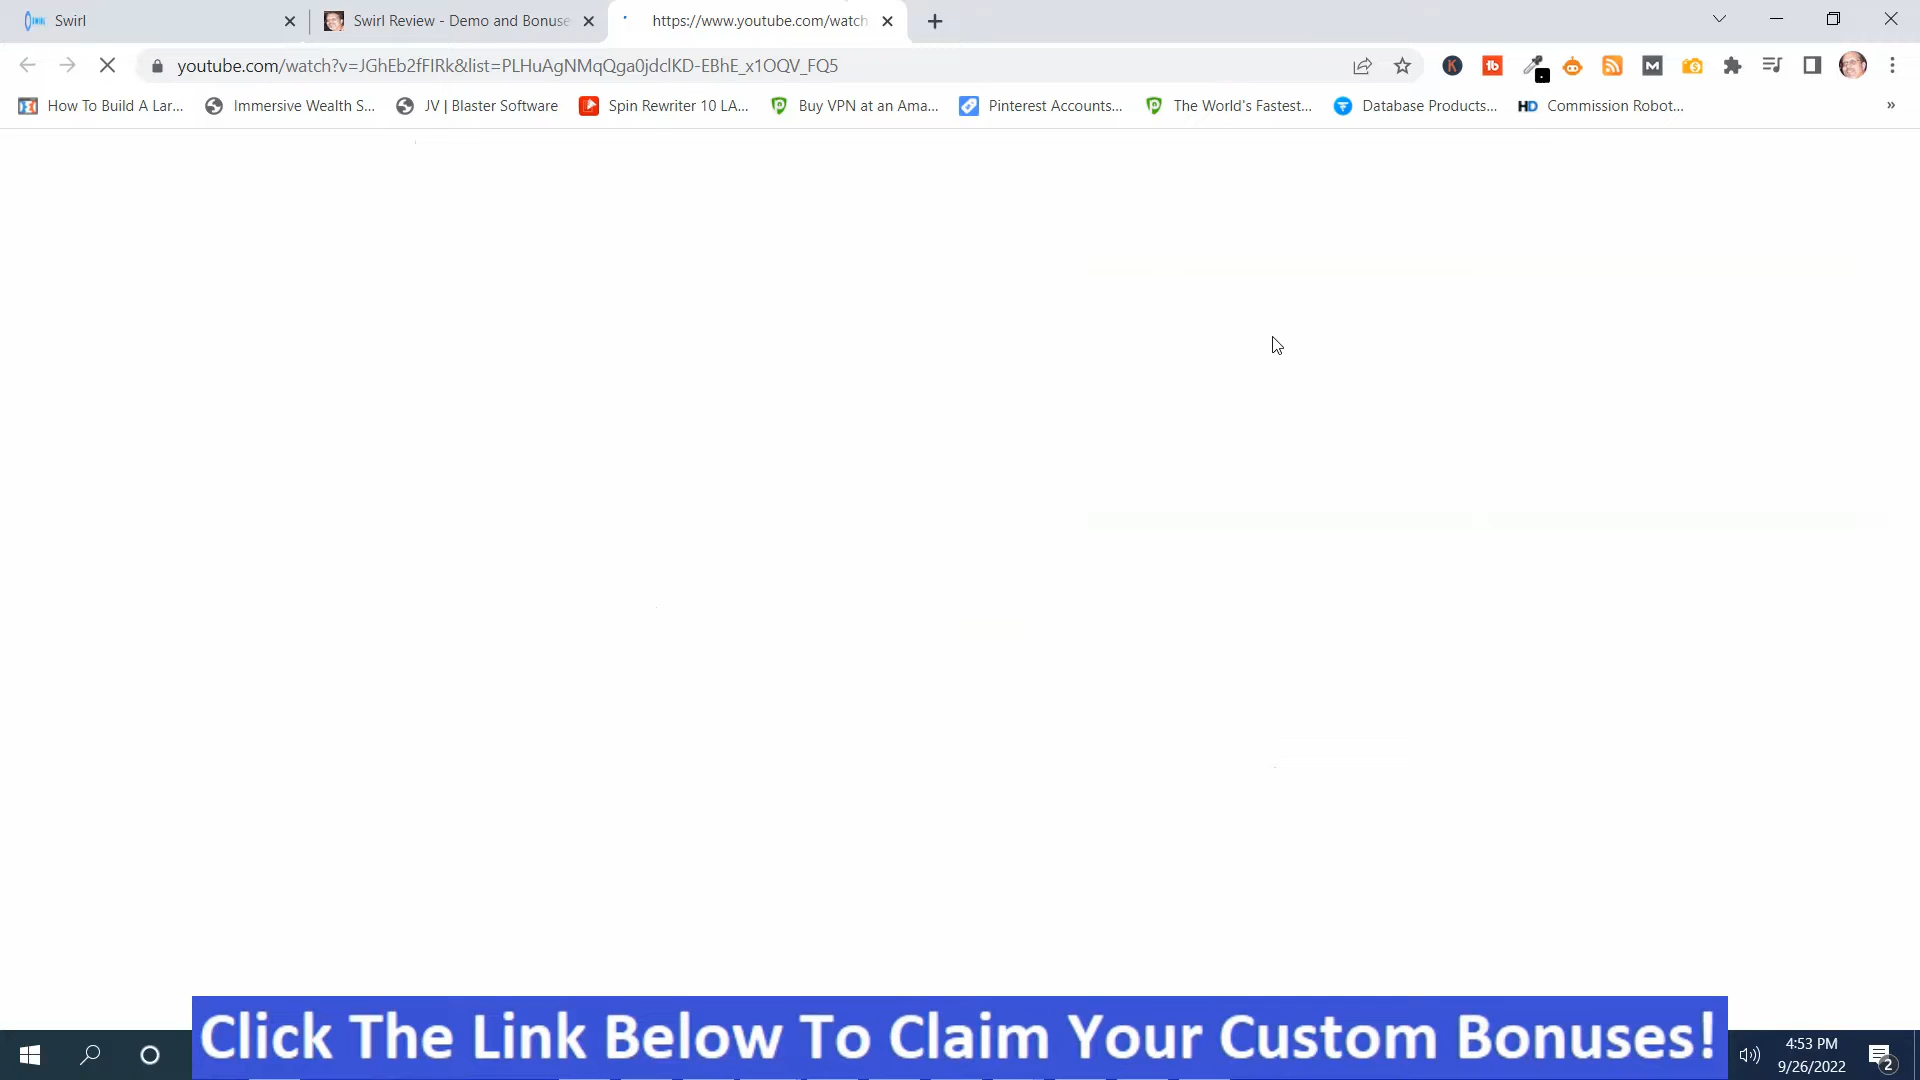 Swirl
Swirl Review - Demo and Bonuse
https://www.youtube.com/watch
youtube.com/watch?v=JGhEb2fFIRk&list=PLHuAgNMqQga0jdclKD-EBhE_x1OQV_FQ5
How To Build A Lar...
Immersive Wealth S...
JV | Blaster Software
Spin Rewriter 10 LA...
Buy VPN at an Ama...
Pinterest Accounts...
The World's Fastest...
Database Products...
HD Commission Robot...
Click The Link Below To Claim Your Custom Bonuses!
4:53 PM
9/26/2022
2